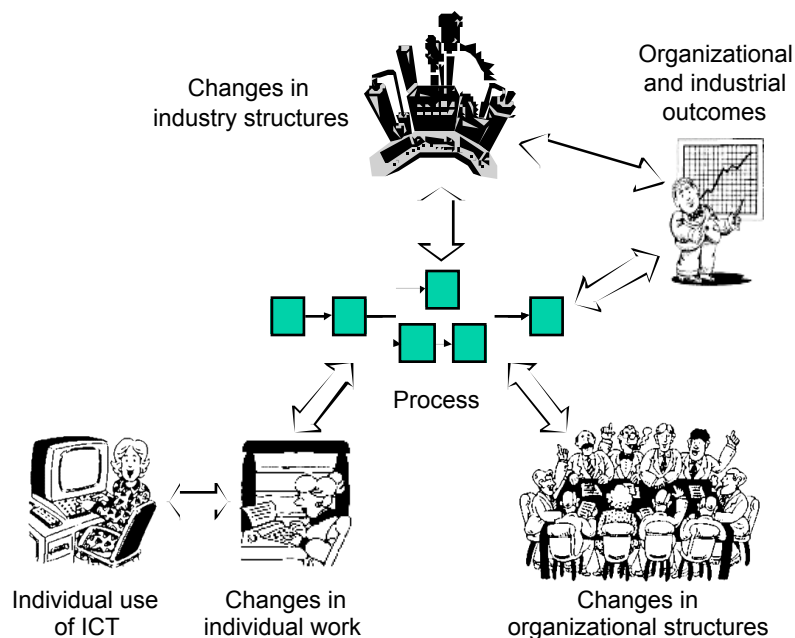 Changes in
industry structures
Organizational
and industrial
outcomes
Process
Individual use
of ICT
Changes in
individual work
Changes in
organizational structures